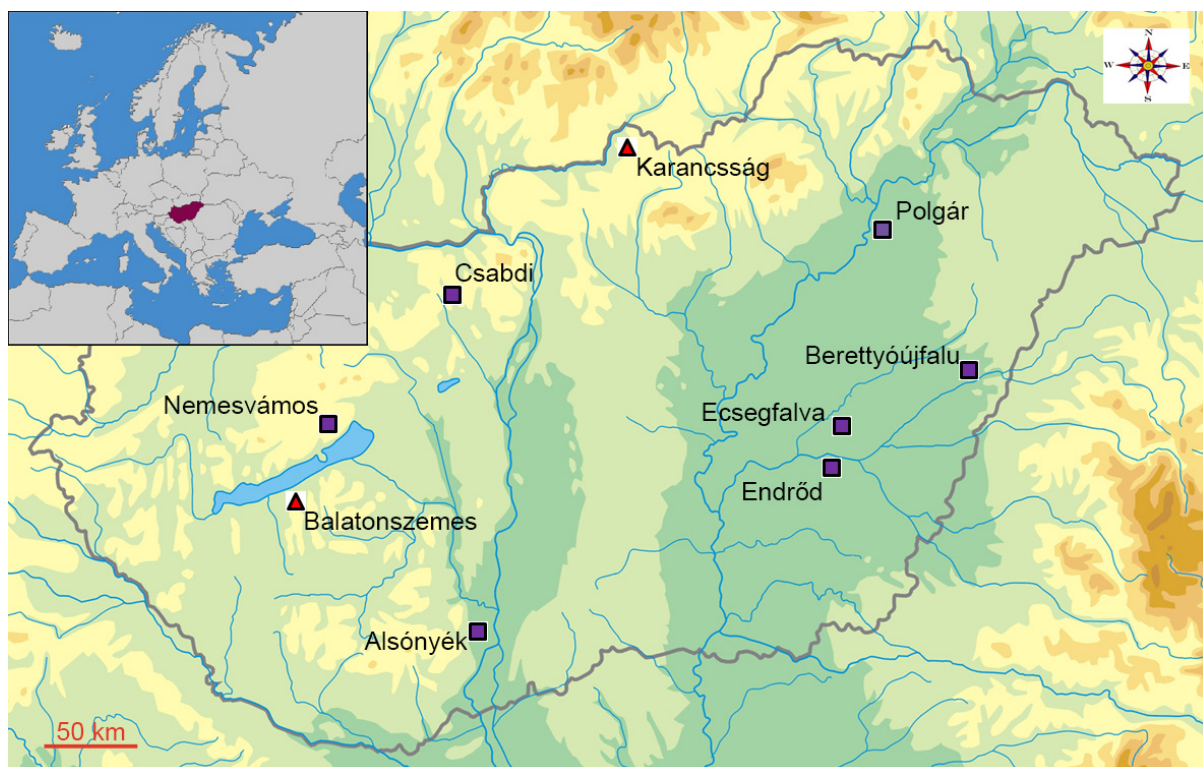 N
W E
S
Karancsság
Polgár
Csabdi
Berettyóújfalu
Nemesvámos
Ecsegfalva
Endrőd
Balatonszemes
Alsónyék
50 km